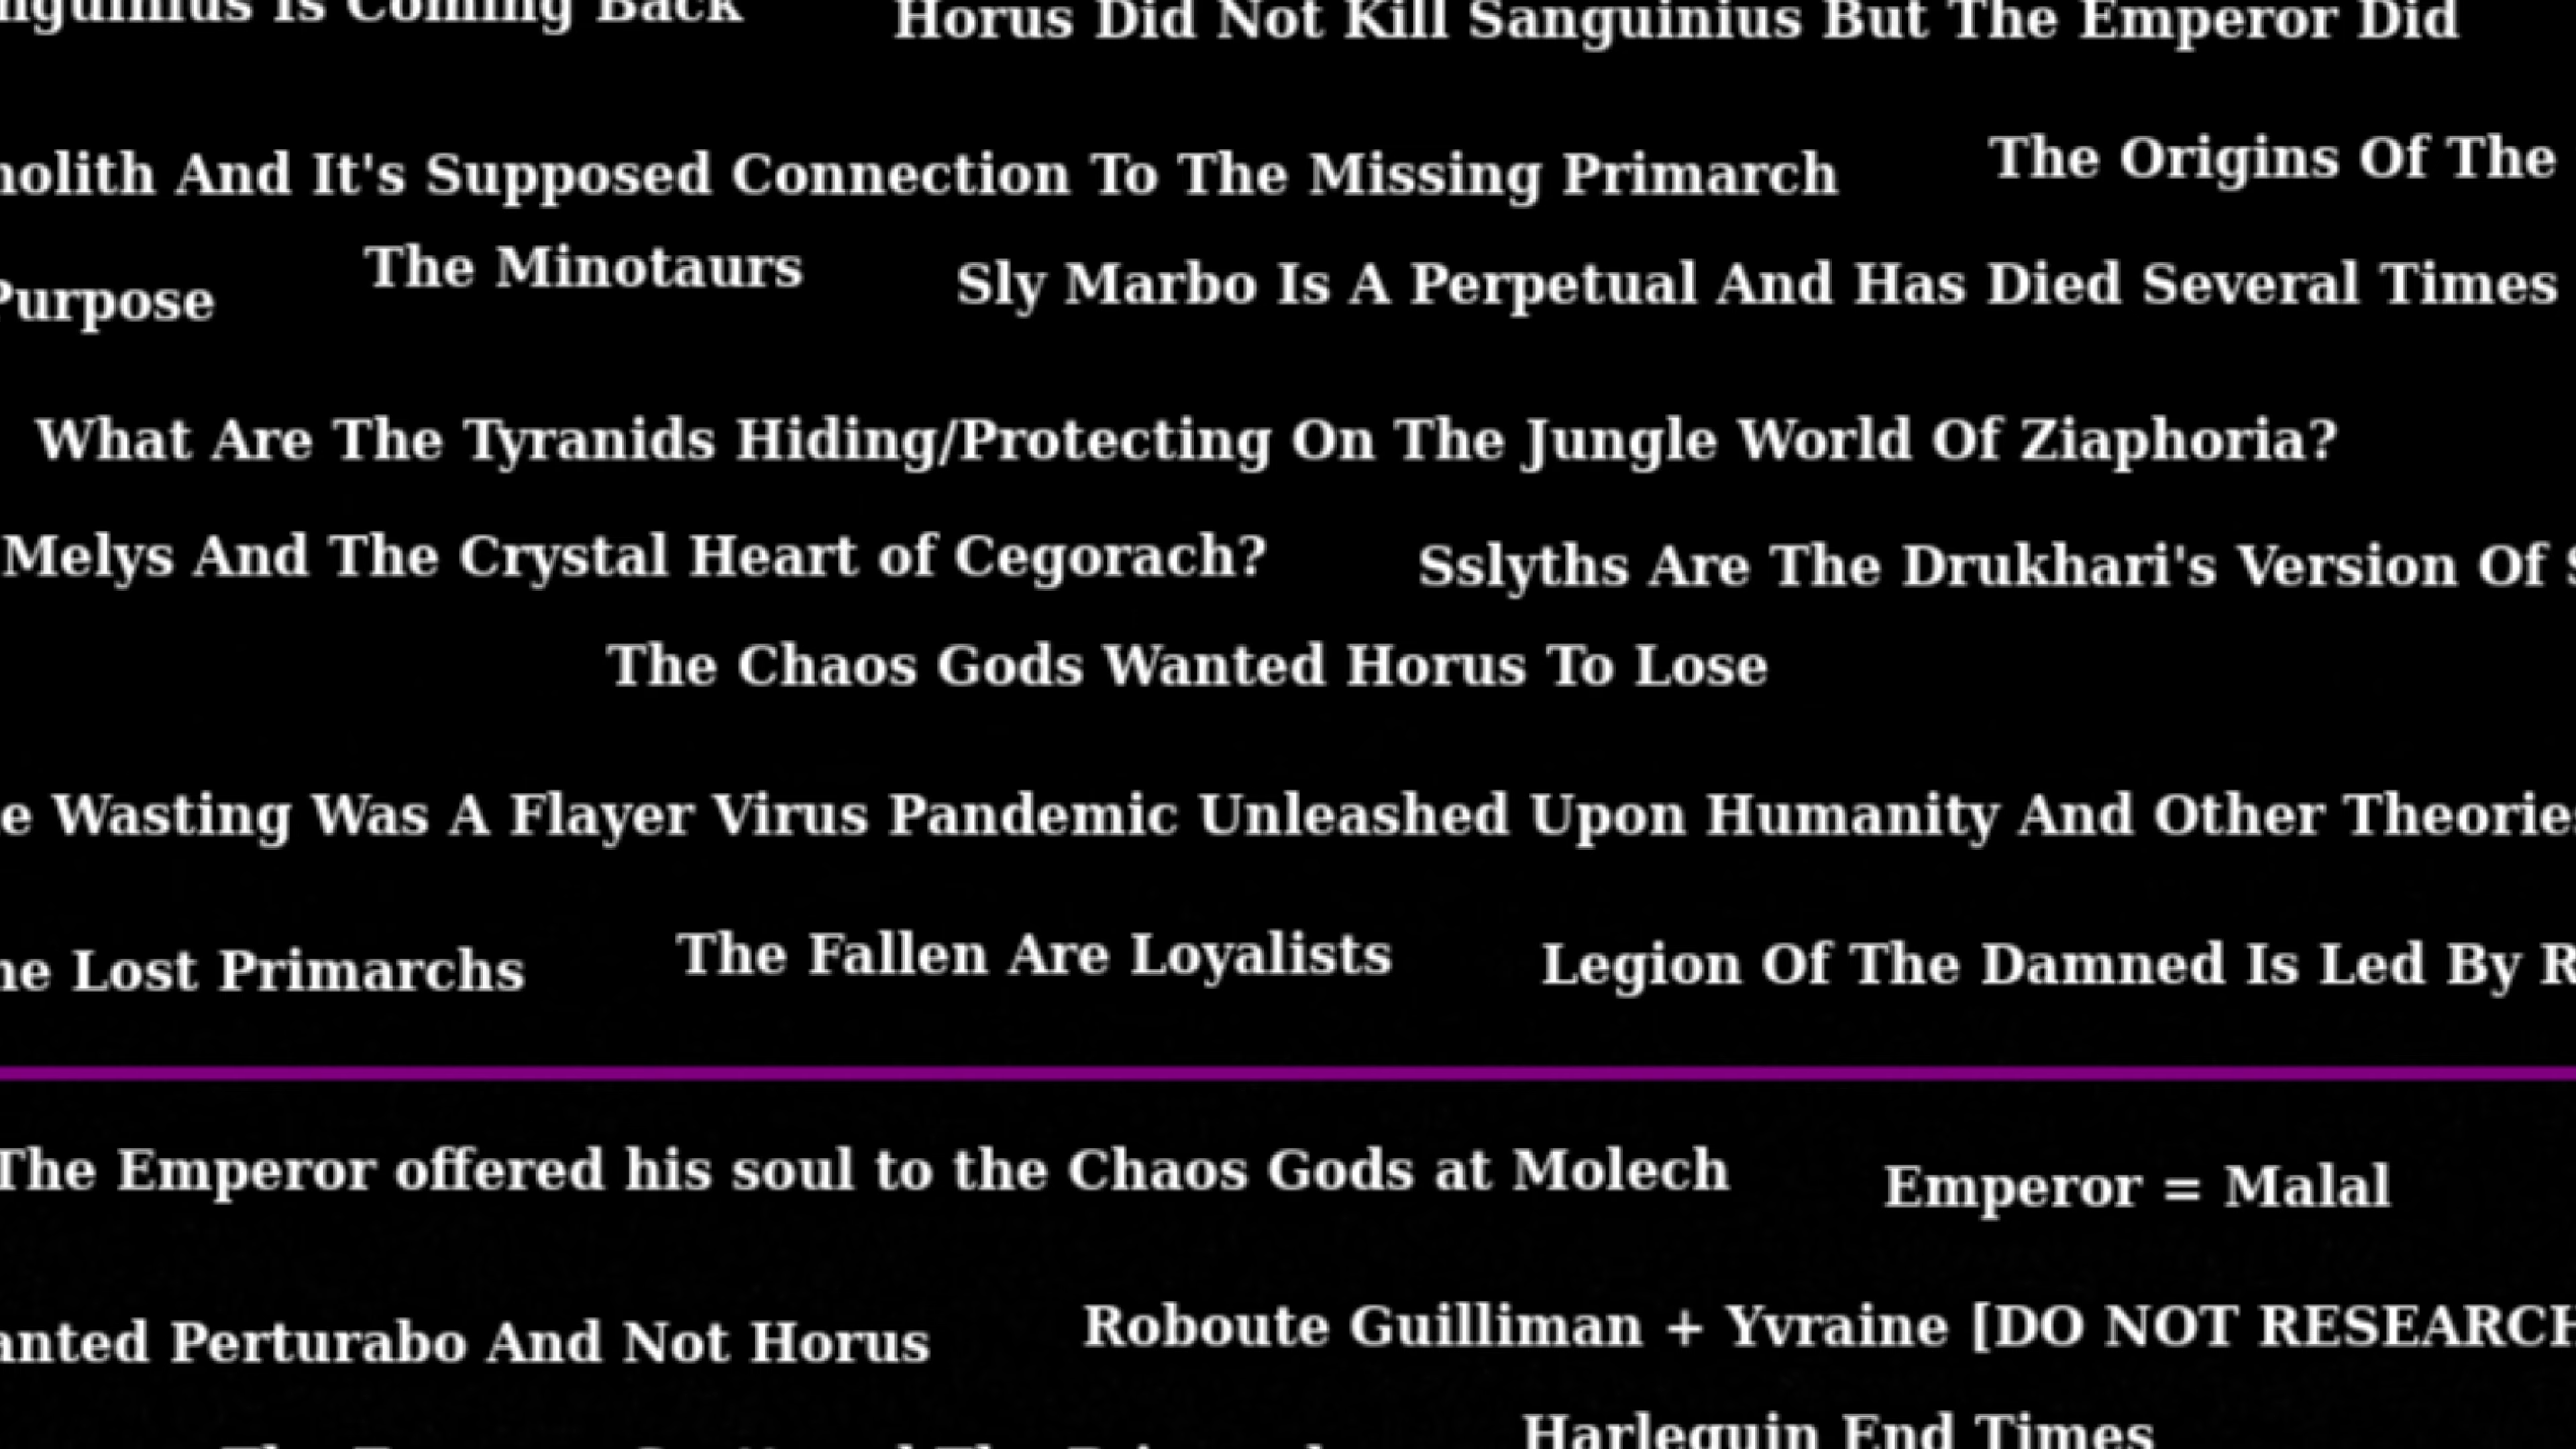 Is Coming Back
Horus Did Not Kill Sanguinius But The Emperor Did
And It's Supposed Connection To The Missing Primarch
The Origins Of The
Purpose
The Minotaurs
Sly Marbo Is A Perpetual And Has Died Several Times
What Are The Tyranids Hiding/Protecting On The Jungle World Of Ziaphoria?
Melys And The Crystal Heart of Cegorach?
Sslyths Are The Drukhari's Version Of
The Chaos Gods Wanted Horus To Lose
Wasting Was A Flayer Virus Pandemic Unleashed Upon Humanity And Other Theories
Lost Primarchs
The Fallen Are Loyalists
Legion Of The Damned Is Led By
The Emperor offered his soul to the Chaos Gods at Molech
Emperor = Malal
Perturabo And Not Horus
Roboute Guilliman + Yvraine [DO NOT RESEARCH
Harlequin End Times